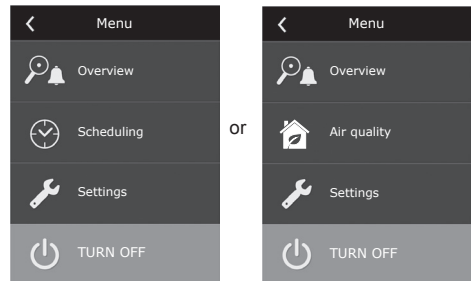 Menu
Overview
Scheduling
Settings
TURN OFF
or
Menu
Overview
Air quality
Settings
TURN OFF